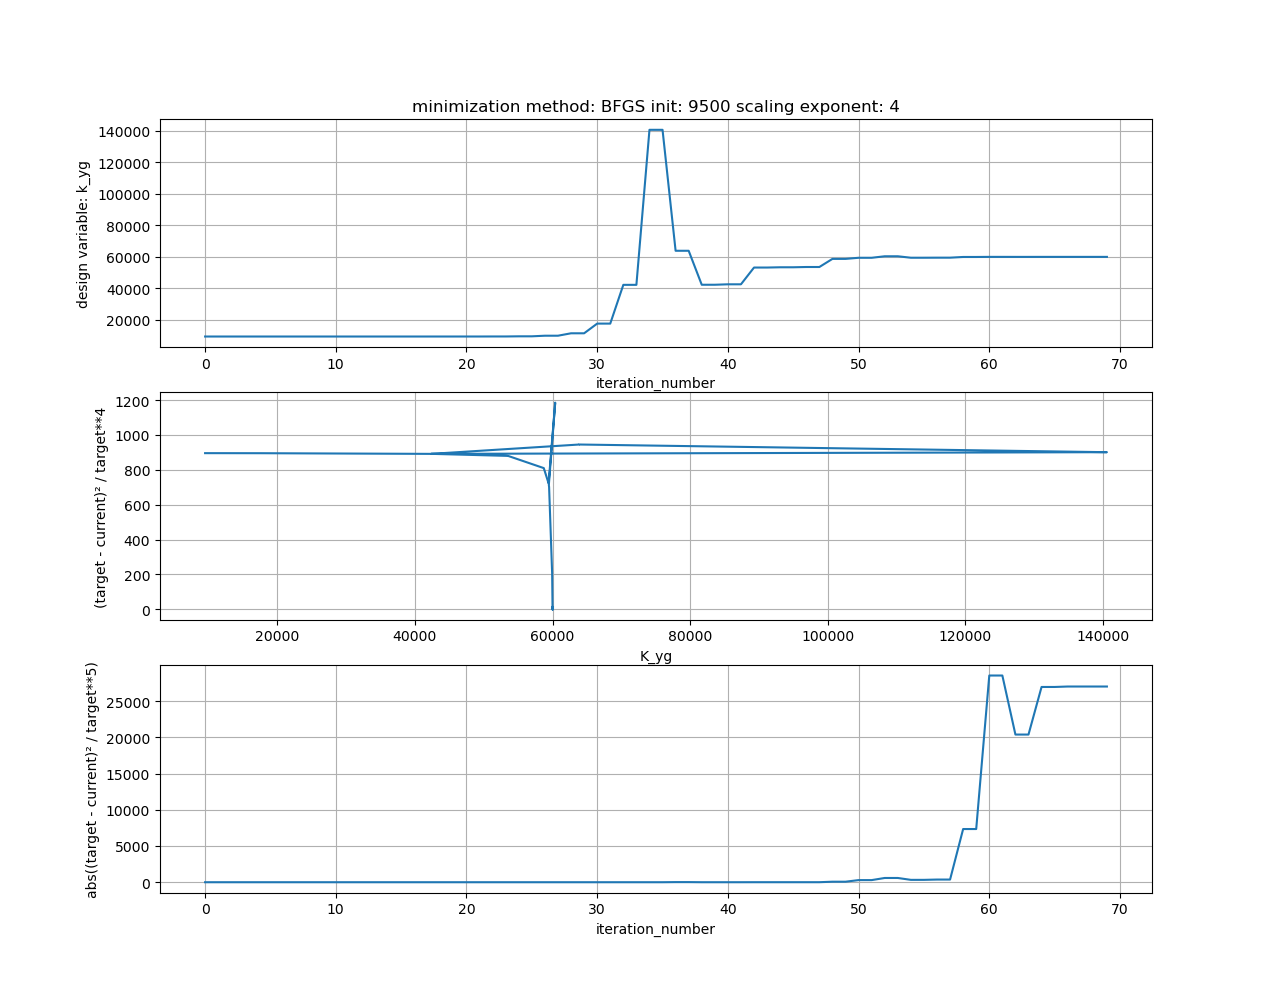 minimization method: BFGS init: 9500 scaling exponent: 4
design variable: k_yg
140000
120000
100000
80000
60000
40000
20000
0 10 20 30 40 50 60 70
iteration_number
(target - current)² / target**4
1200
1000
800
600
400
200
0
20000 40000 60000 80000 100000 120000 140000
K_yg
abs((target - current)² / target**5)
25000
20000
15000
10000
5000
0
0 10 20 30 40 50 60 70
iteration_number